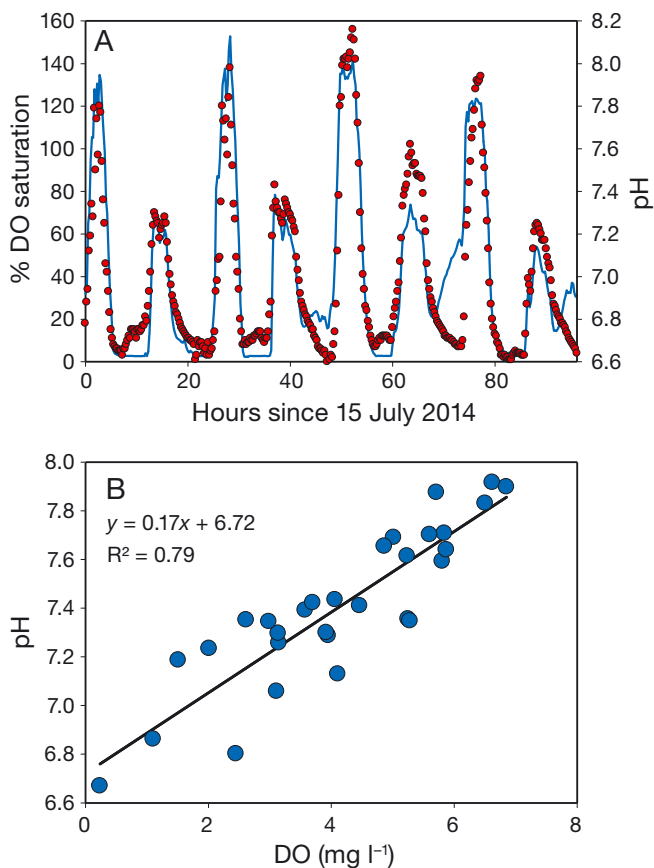 A
160
140
120
100
80
60
40
20
0
% DO saturation
8.2
8.0
7.8
7.6
7.4
7.2
7.0
6.8
6.6
pH
0 20 40 60 80
Hours since 15 July 2014
B
y = 0.17x + 6.72
R² = 0.79
8.0
7.8
7.6
7.4
7.2
7.0
6.8
6.6
pH
0 2 4 6 8
DO (mg l⁻¹)